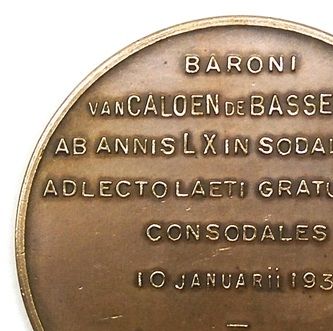 BARONI
VAN CALOEN DE BASSE
AB ANNIS LX IN SODAL
ADLECTO LAETI GRATU
CONSODALES
10 JANUARII 193